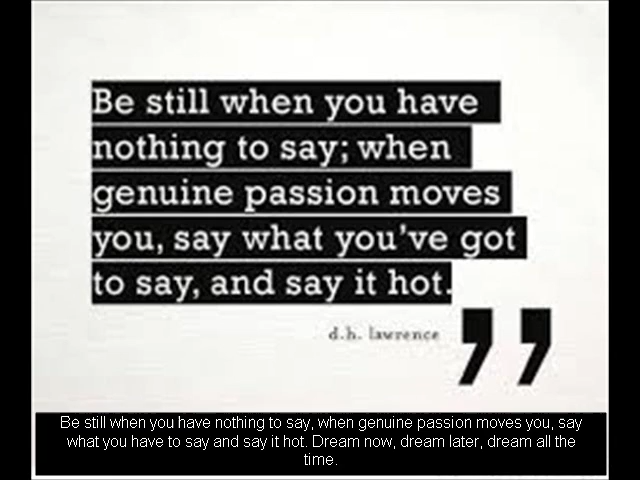 Be still when you have
nothing to say; when
genuine passion moves
you, say what you've got
to say, and say it hot.
d.h. lawrence
”
Be still when you have nothing to say, when genuine passion moves you, say
what you have to say and say it hot. Dream now, dream later, dream all the
time.